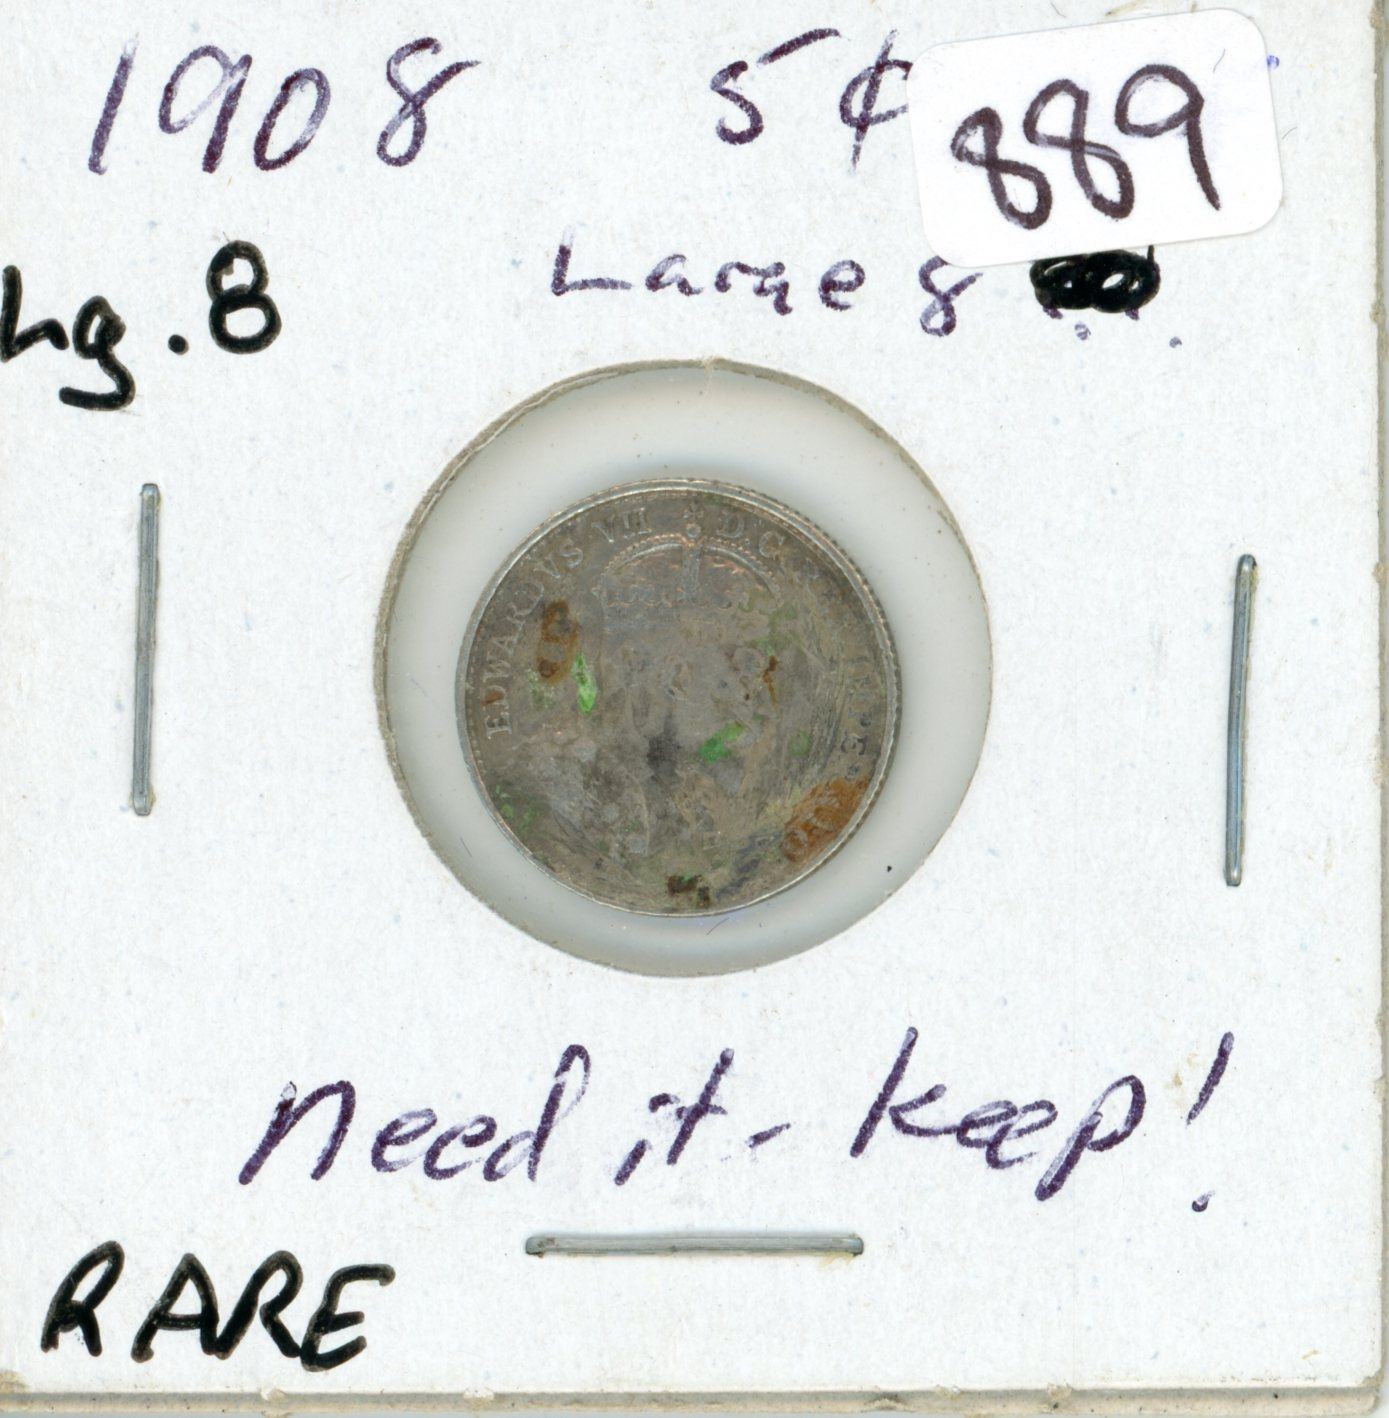 1908 5¢ 889
Lg. 8 Large 8
EDWARDVS VII D.G.
need it - keep!
RARE